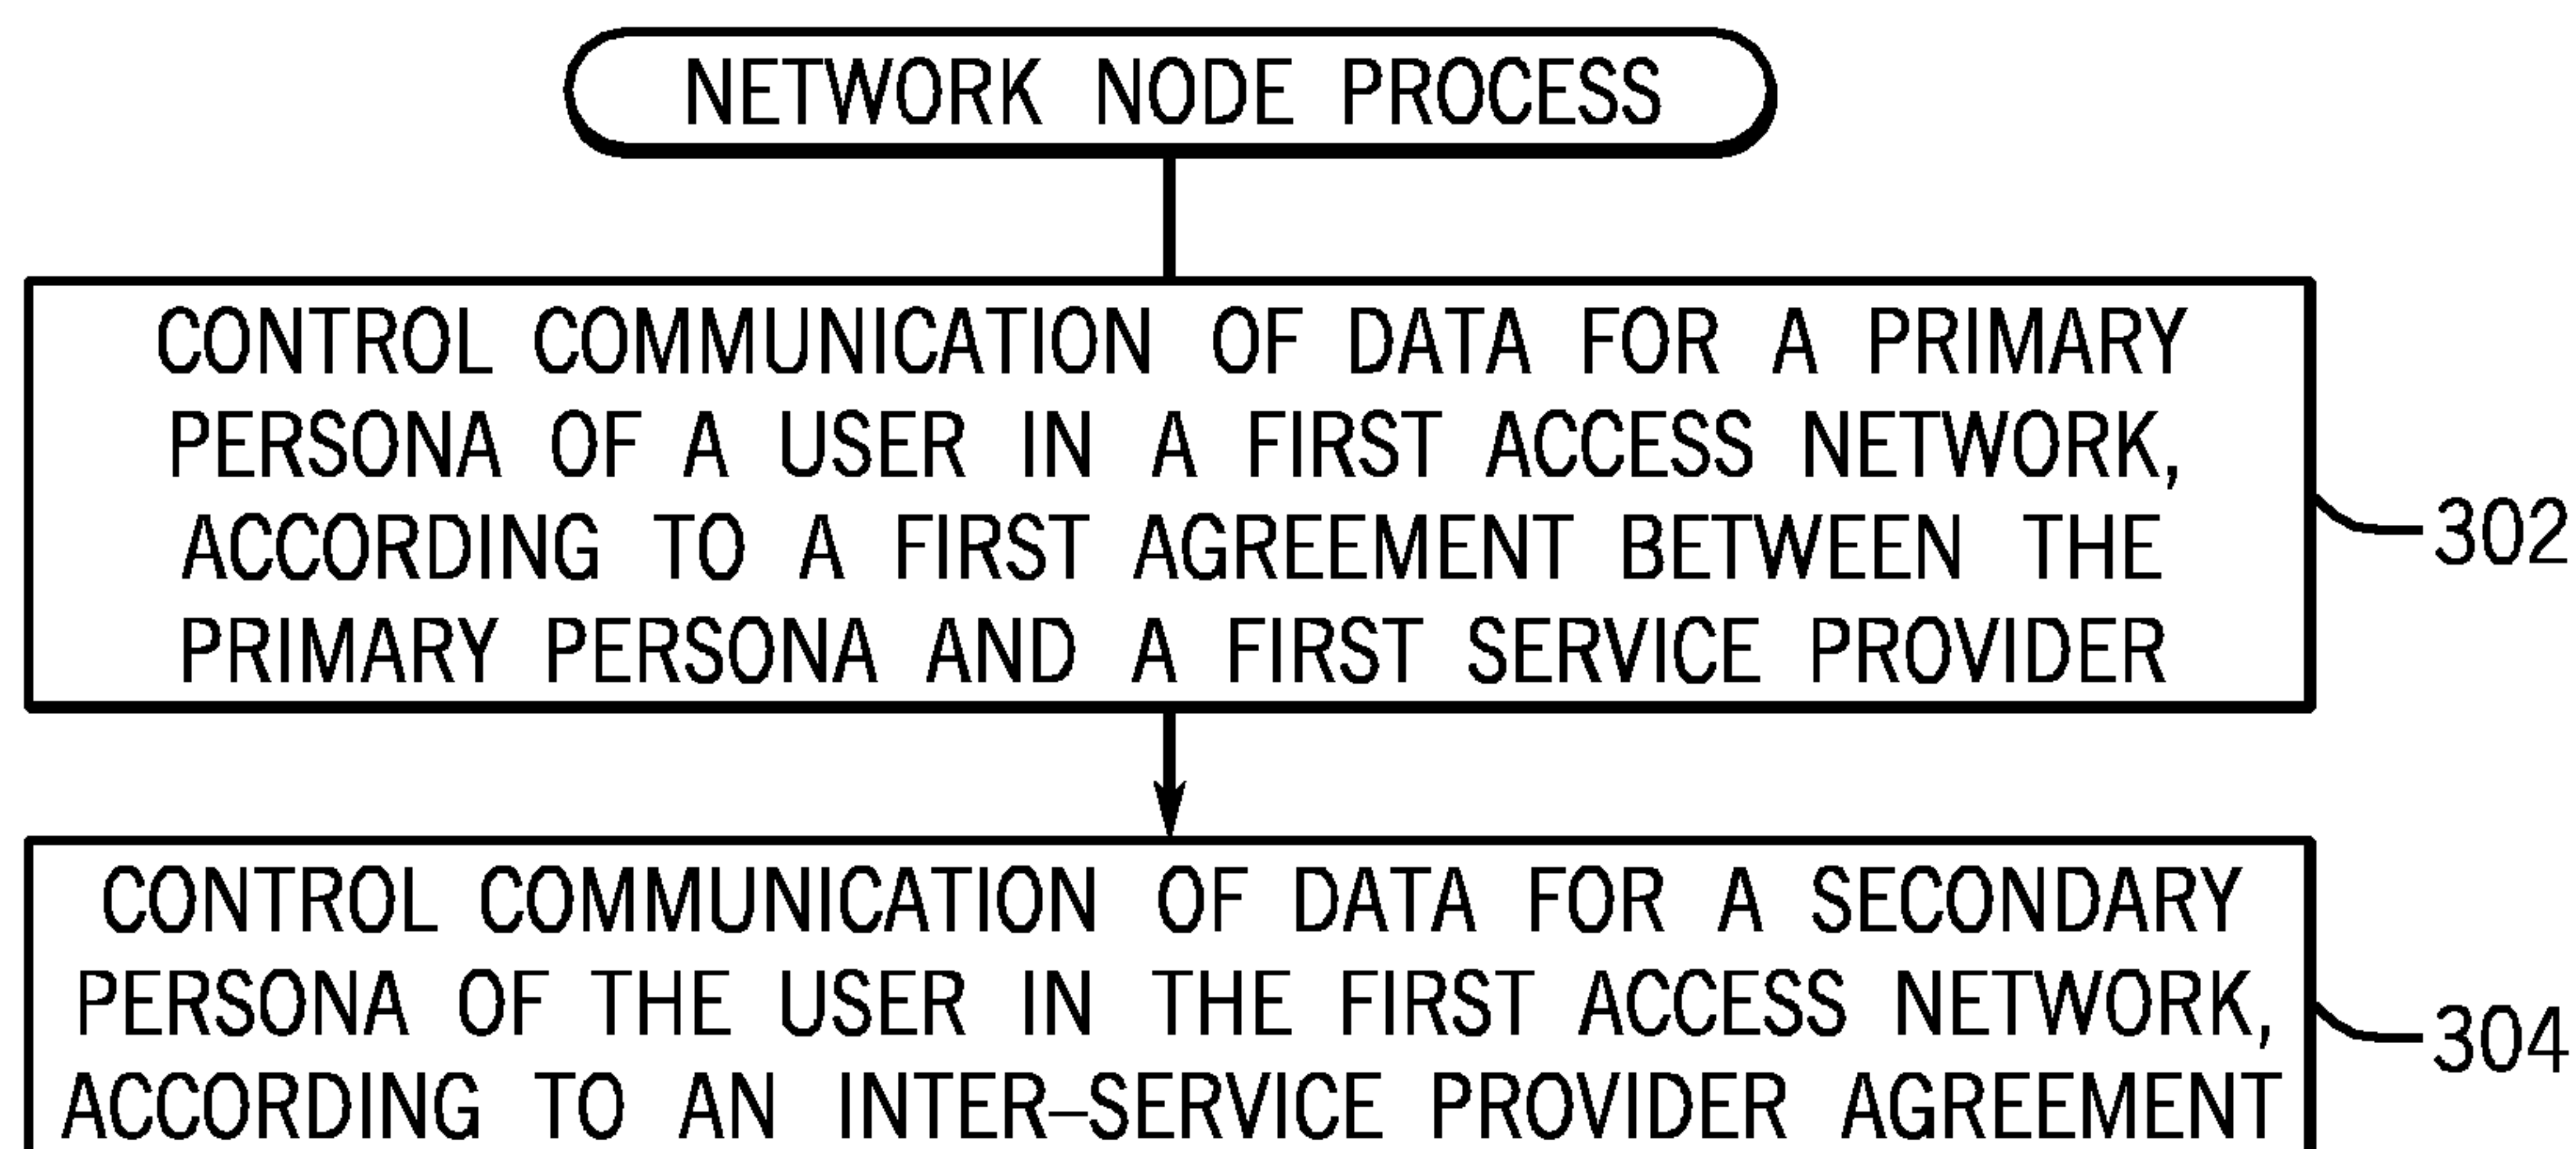 NETWORK NODE PROCESS
CONTROL COMMUNICATION OF DATA FOR A PRIMARY
PERSONA OF A USER IN A FIRST ACCESS NETWORK,
ACCORDING TO A FIRST AGREEMENT BETWEEN THE
PRIMARY PERSONA AND A FIRST SERVICE PROVIDER
302
CONTROL COMMUNICATION OF DATA FOR A SECONDARY
PERSONA OF THE USER IN THE FIRST ACCESS NETWORK,
ACCORDING TO AN INTER–SERVICE PROVIDER AGREEMENT
304